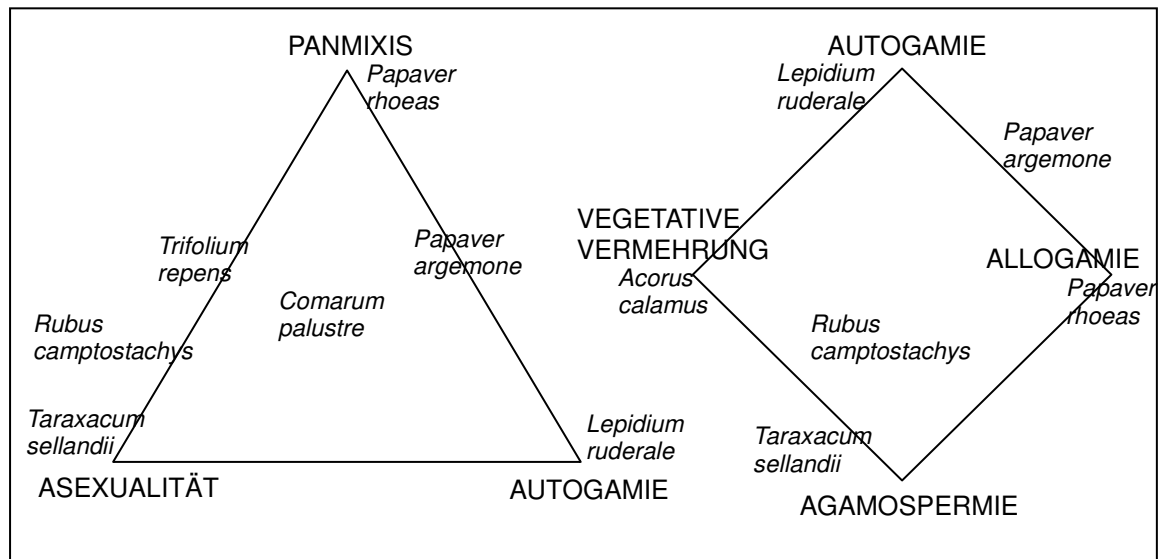 PANMIXIS
Papaver
rhoeas
Trifolium
repens
Papaver
argemone
Comarum
palustre
Rubus
camptostachys
Taraxacum
sellandii
Lepidium
ruderale
ASEXUALITÄT
AUTOGAMIE
AUTOGAMIE
Lepidium
ruderale
Papaver
argemone
VEGETATIVE
VERMEHRUNG
Acorus
calamus
ALLOGAMIE
Papaver
rhoeas
Rubus
camptostachys
Taraxacum
sellandii
AGAMOSPERMIE